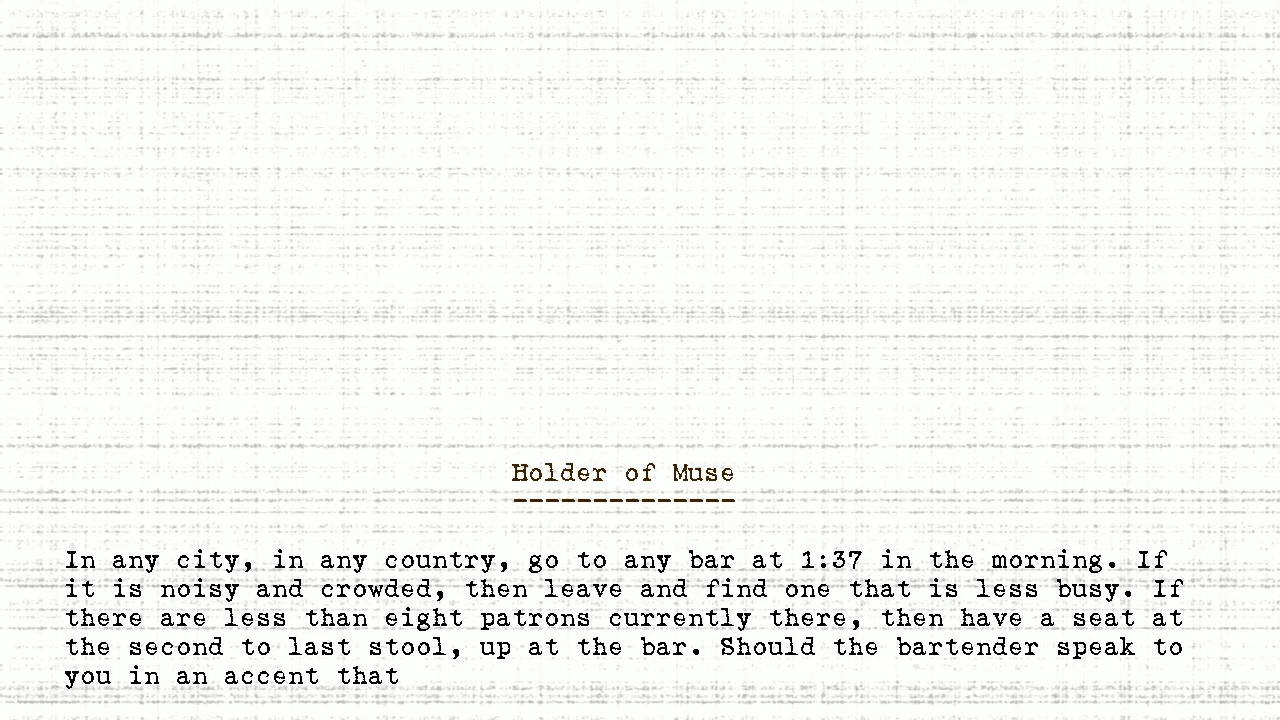 Holder of Muse
--------------
In any city, in any country, go to any bar at 1:37 in the morning. If
it is noisy and crowded, then leave and find one that is less busy. If
there are less than eight patrons currently there, then have a seat at
the second to last stool, up at the bar. Should the bartender speak to
you in an accent that